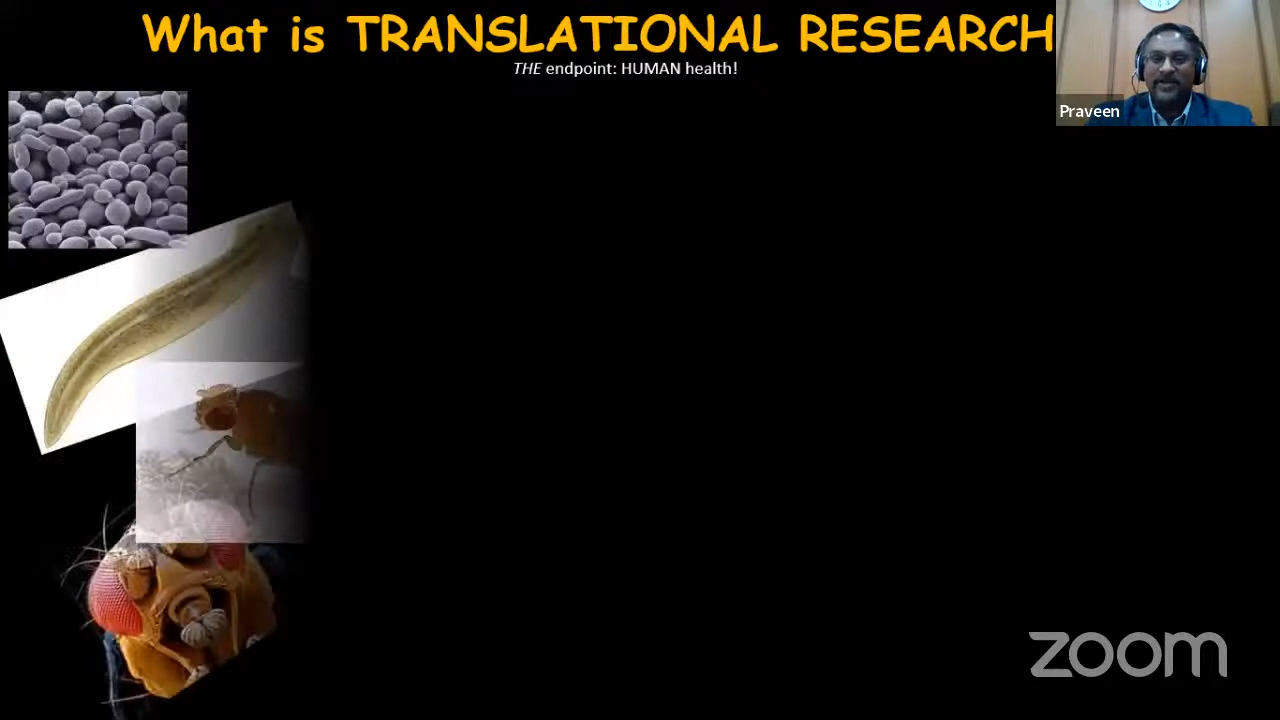 What is TRANSLATIONAL RESEARCH
THE endpoint: HUMAN health!
Praveen
zoom